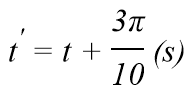 t' = t + 3π/10 (s)